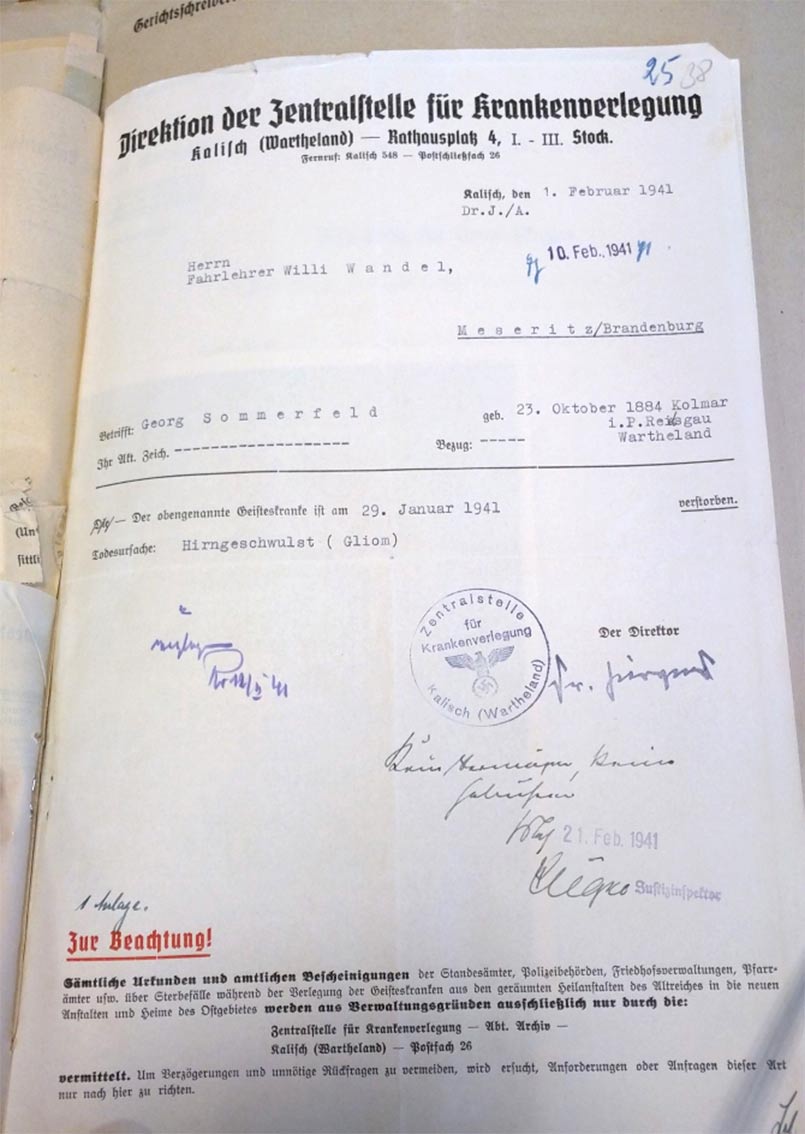 Gerichtsschreiber
25 38
Direktion der Zentralstelle für Krankenverlegung
Kalisch (Wartheland) — Rathausplatz 4, I. - III. Stock.
Fernruf: Kalisch 548 — Postschließfach 26
Kalisch, den 1. Februar 1941
Dr.J./A.
10. Feb. 1941
Herrn
Fahrlehrer Willi W a n d e l,
M e s e r i t z/Brandenburg
Betrifft: Georg S o m m e r f e l d geb. 23. Oktober 1884 Kolmar
i.P.Reichsgau
Wartheland
Ihr Akt. Zeich. ------------------- Bezug: -----
— Der obengenannte Geisteskranke ist am 29. Januar 1941 verstorben.
Todesursache: Hirngeschwulst ( Gliom)
Zentralstelle
für
Krankenverlegung
Kalisch (Wartheland)
Der Direktor
Dr.
Kein Vermögen, keine
Gebühren
21. Feb. 1941
Justizinspektor
1 Anlage.
Zur Beachtung!
Sämtliche Urkunden und amtlichen Bescheinigungen der Standesämter, Polizeibehörden, Friedhofsverwaltungen, Pfarr-
ämter usw. über Sterbefälle während der Verlegung der Geisteskranken aus den geräumten Heilanstalten des Altreiches in die neuen
Anstalten und Heime des Ostgebietes werden aus Verwaltungsgründen ausschließlich nur durch die:
Zentralstelle für Krankenverlegung — Abt. Archiv —
Kalisch (Wartheland) — Postfach 26
vermittelt. Um Verzögerungen und unnötige Rückfragen zu vermeiden, wird ersucht, Anforderungen oder Anfragen dieser Art
nur nach hier zu richten.